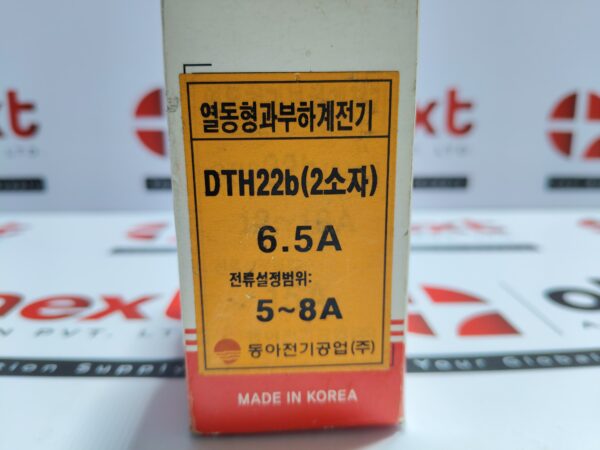 열동형과부하계전기
DTH22b(2소자)
6.5A
전류설정범위:
5~8A
동아전기공업(주)
MADE IN KOREA